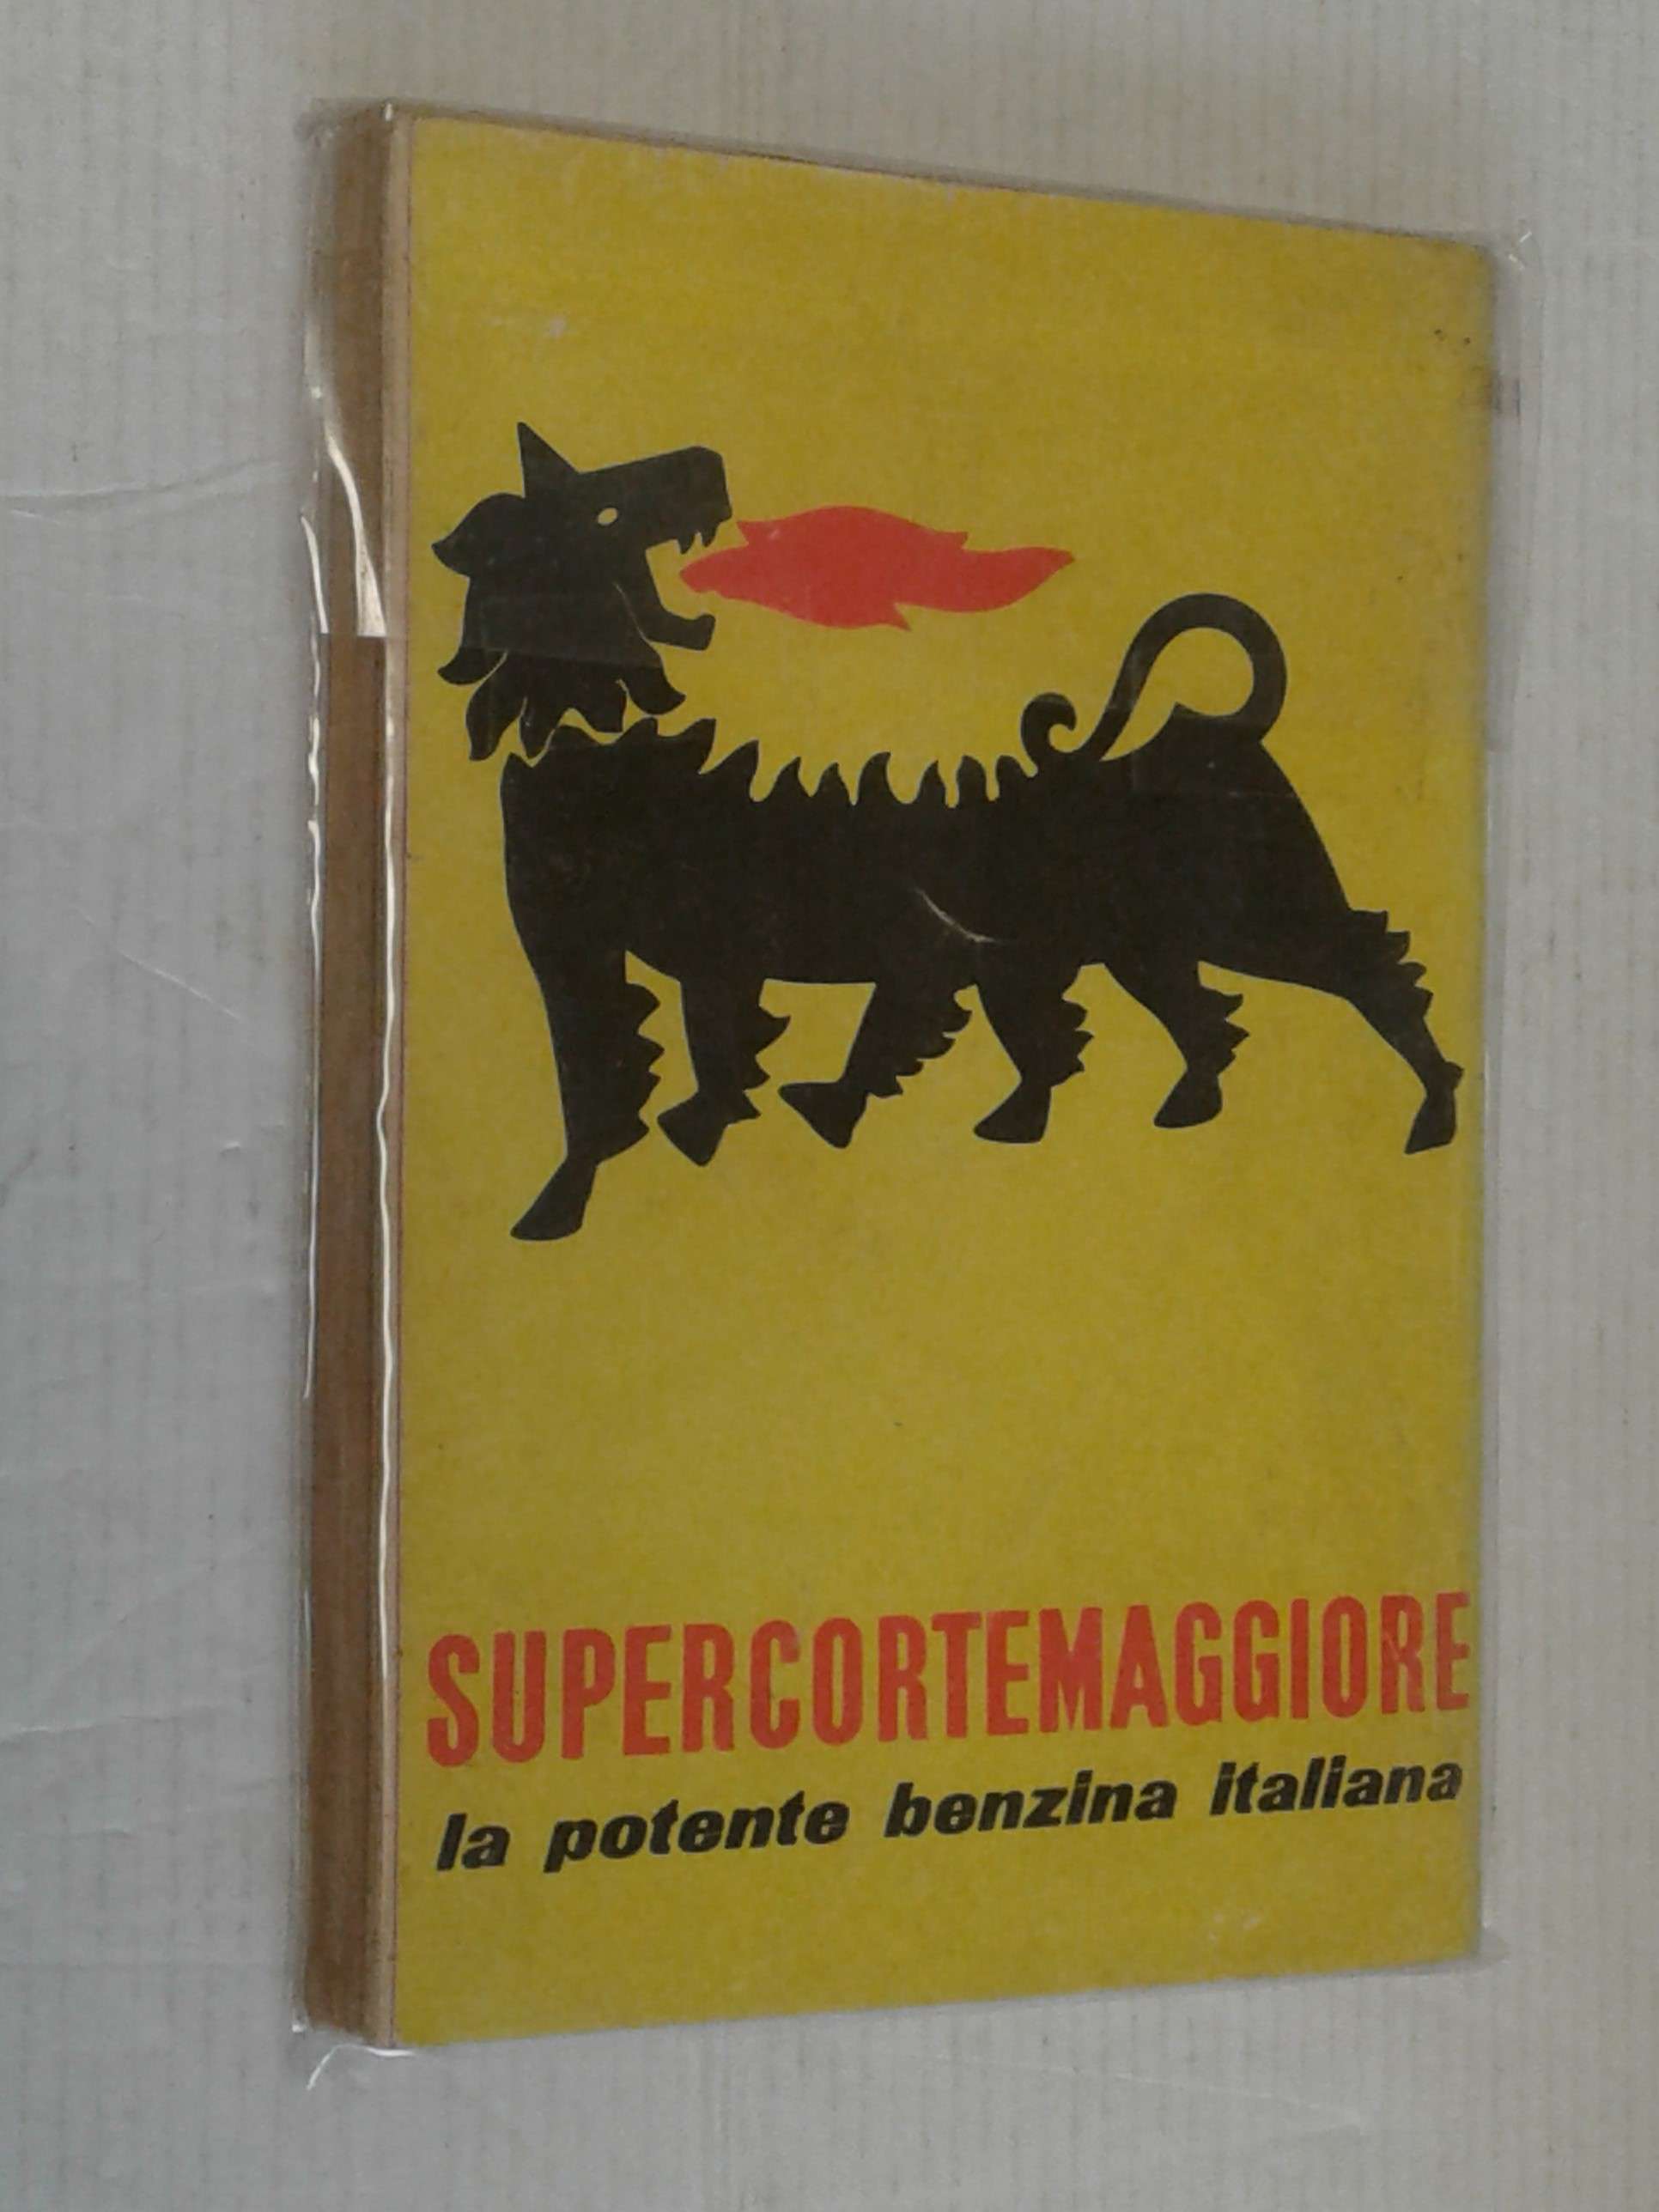 SUPERCORTEMAGGIORE
la potente benzina italiana